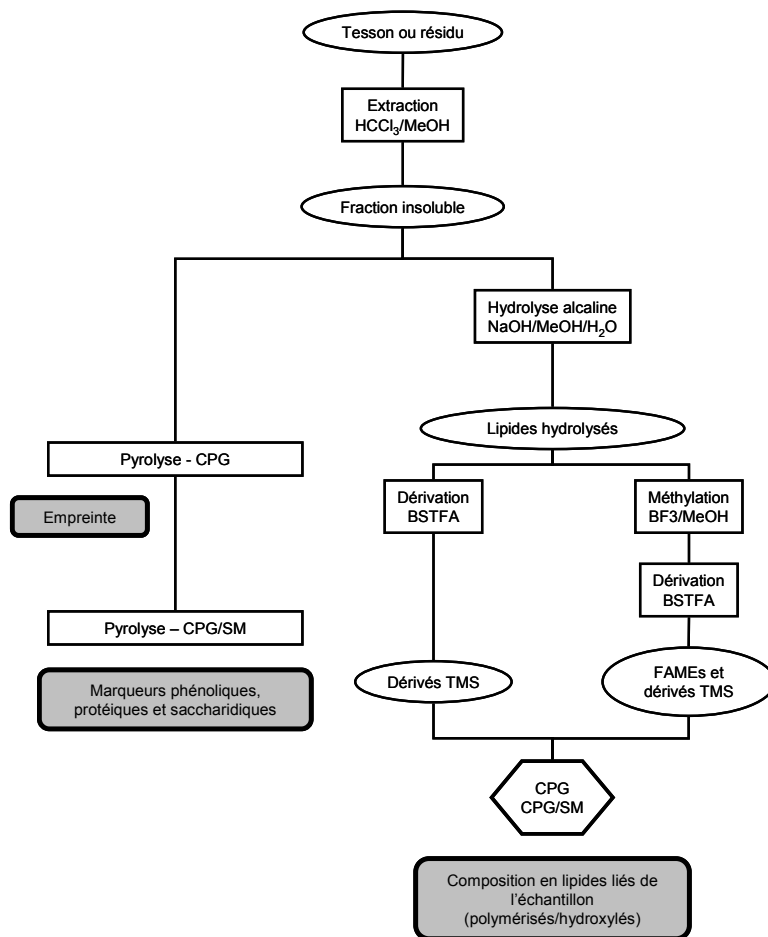 Tesson ou résidu
Extraction
HCCl₃/MeOH
Fraction insoluble
Hydrolyse alcaline
NaOH/MeOH/H₂O
Lipides hydrolysés
Pyrolyse - CPG
Empreinte
Dérivation
BSTFA
Méthylation
BF3/MeOH
Dérivation
BSTFA
Pyrolyse – CPG/SM
Marqueurs phénoliques,
protéiques et saccharidiques
Dérivés TMS
FAMEs et
dérivés TMS
CPG
CPG/SM
Composition en lipides liés de
l'échantillon
(polymérisés/hydroxylés)